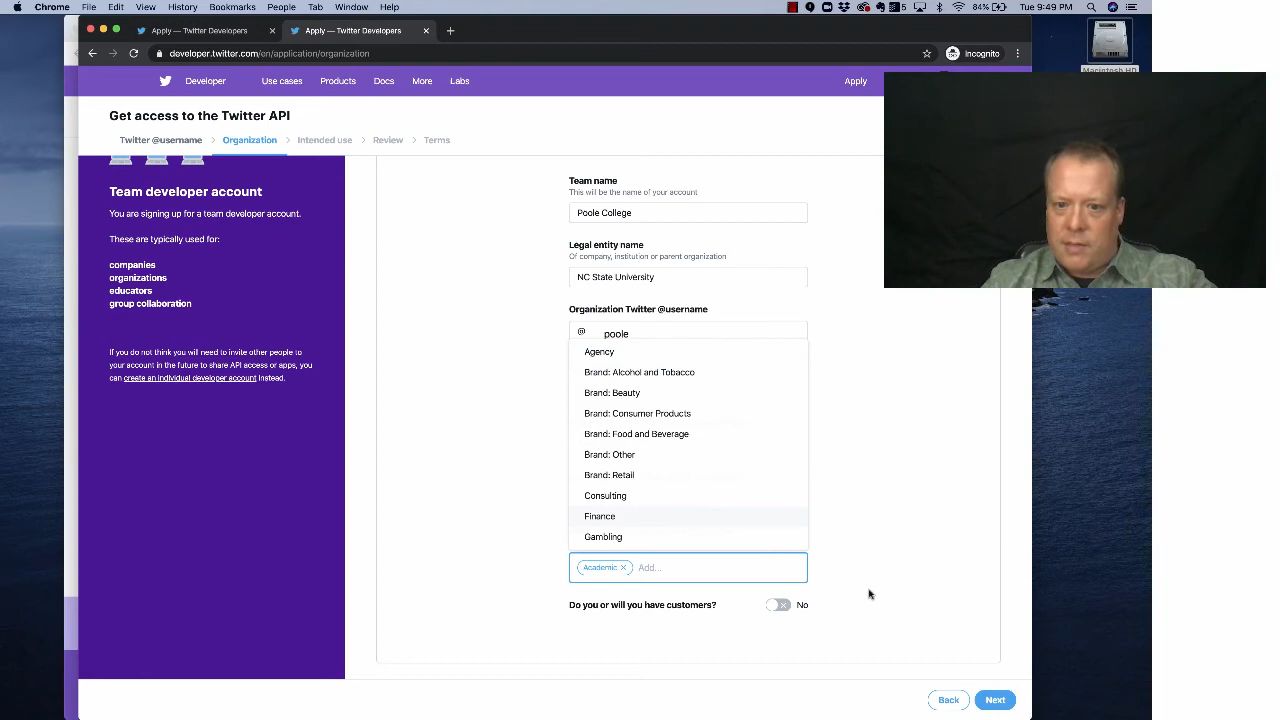 Chrome File Edit View History Bookmarks People Tab Window Help 5 84% Tue 9:49 PM
Apply — Twitter Developers Apply — Twitter Developers
developer.twitter.com/en/application/organization Incognito
Macintosh HD
Developer Use cases Products Docs More Labs Apply
Get access to the Twitter API
Twitter @username Organization Intended use Review Terms
Team developer account
You are signing up for a team developer account.
These are typically used for:
companies
organizations
educators
group collaboration
If you do not think you will need to invite other people to
your account in the future to share API access or apps, you
can create an individual developer account instead.
Team name
This will be the name of your account
Poole College
Legal entity name
Of company, institution or parent organization
NC State University
Organization Twitter @username
@ poole
Agency
Brand: Alcohol and Tobacco
Brand: Beauty
Brand: Consumer Products
Brand: Food and Beverage
Brand: Other
Brand: Retail
Consulting
Finance
Gambling
Academic Add...
Do you or will you have customers? No
Back Next